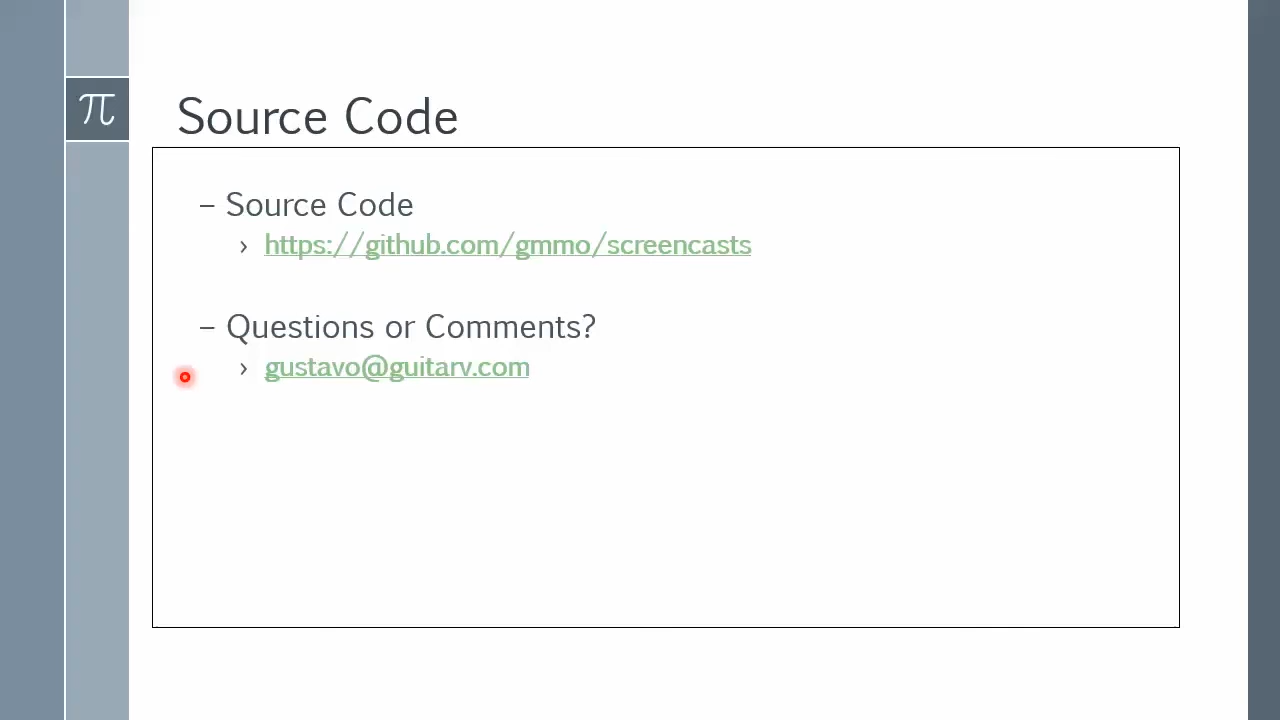 π
Source Code
– Source Code
› https://github.com/gmmo/screencasts
– Questions or Comments?
› gustavo@guitarv.com